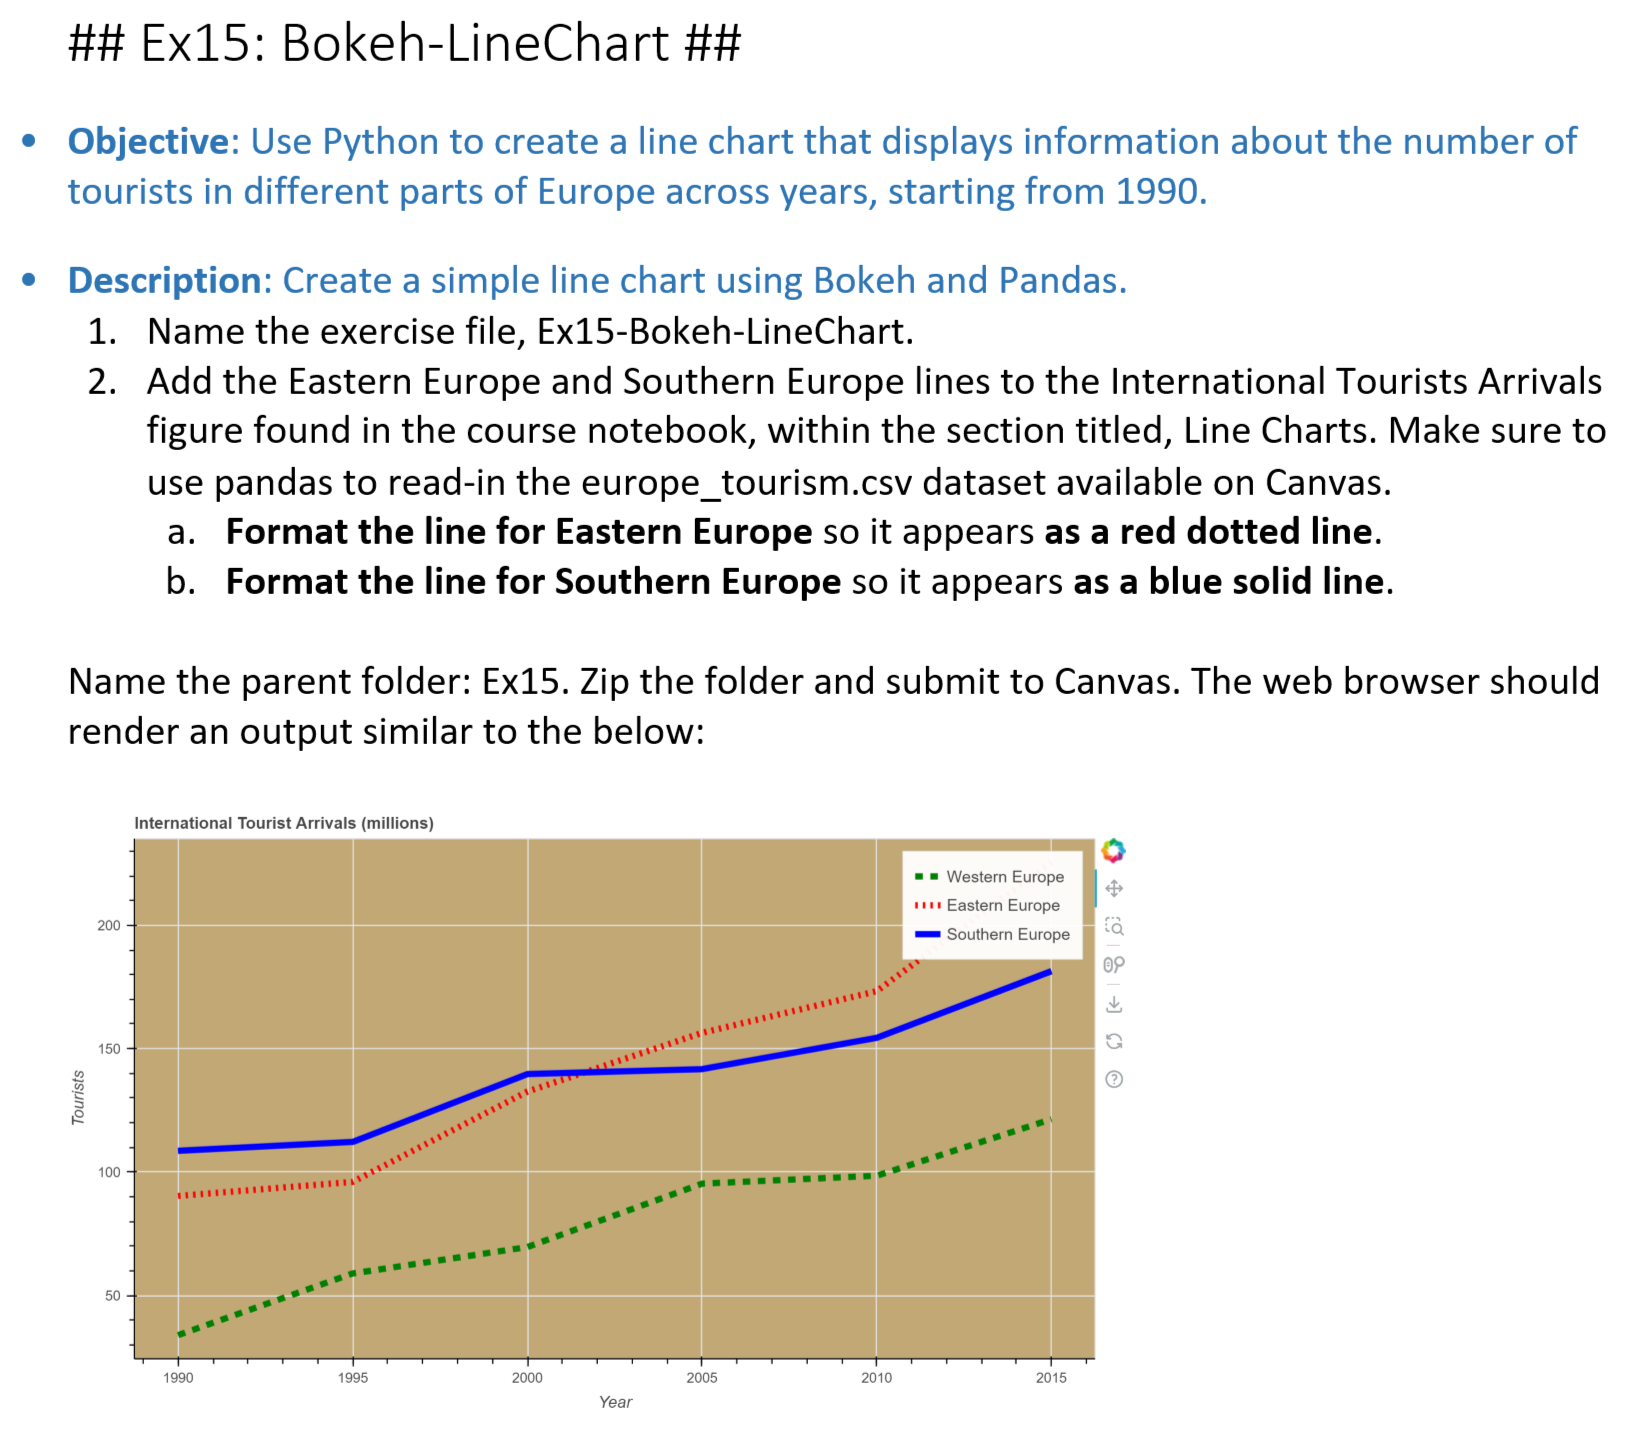 ## Ex15: Bokeh-LineChart ##
• Objective: Use Python to create a line chart that displays information about the number of
tourists in different parts of Europe across years, starting from 1990.
• Description: Create a simple line chart using Bokeh and Pandas.
1. Name the exercise file, Ex15-Bokeh-LineChart.
2. Add the Eastern Europe and Southern Europe lines to the International Tourists Arrivals
figure found in the course notebook, within the section titled, Line Charts. Make sure to
use pandas to read-in the europe_tourism.csv dataset available on Canvas.
a. Format the line for Eastern Europe so it appears as a red dotted line.
b. Format the line for Southern Europe so it appears as a blue solid line.
Name the parent folder: Ex15. Zip the folder and submit to Canvas. The web browser should
render an output similar to the below:
International Tourist Arrivals (millions)
Western Europe
Eastern Europe
Southern Europe
200
150
100
50
Tourists
1990 1995 2000 2005 2010 2015
Year